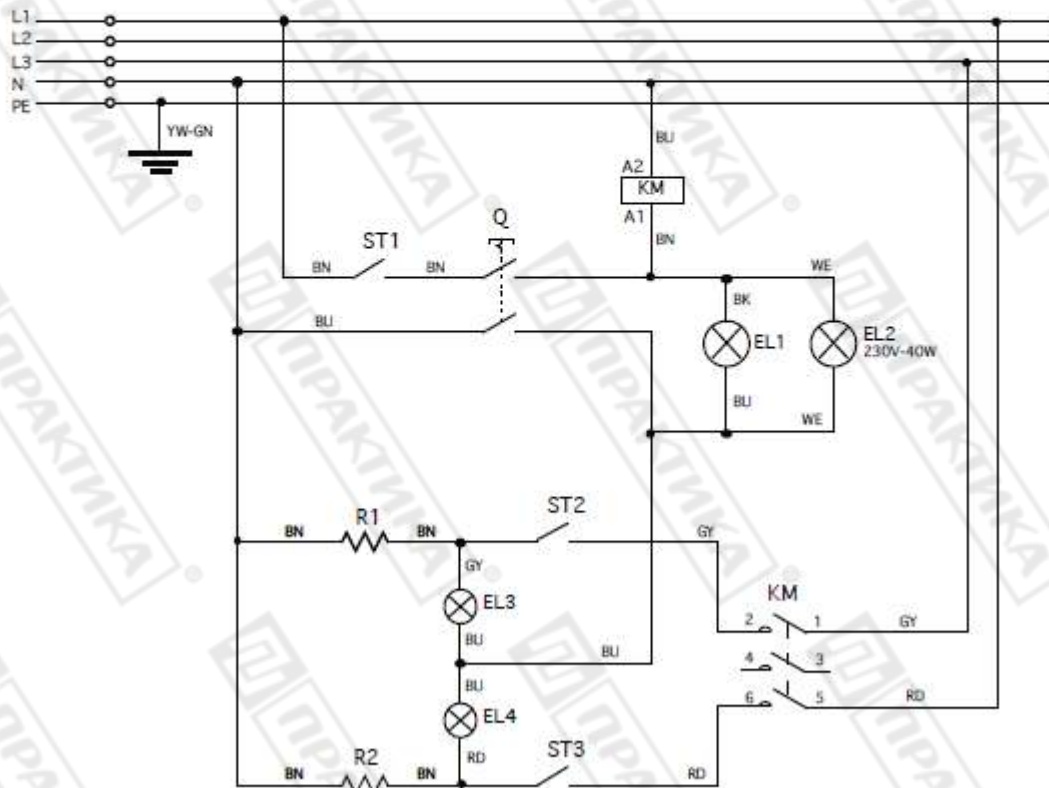 L1
L2
L3
N
PE
YW-GN
BU
A2
KM
A1
BN
Q
ST1
BN
BN
WE
BK
BU
EL1
EL2
230V-40W
BU
WE
ST2
R1
BN
BN
GY
GY
EL3
KM
2
1
GY
BU
BU
4
3
BU
6
5
RD
EL4
ST3
R2
RD
BN
BN
RD
ПРАКТИКА